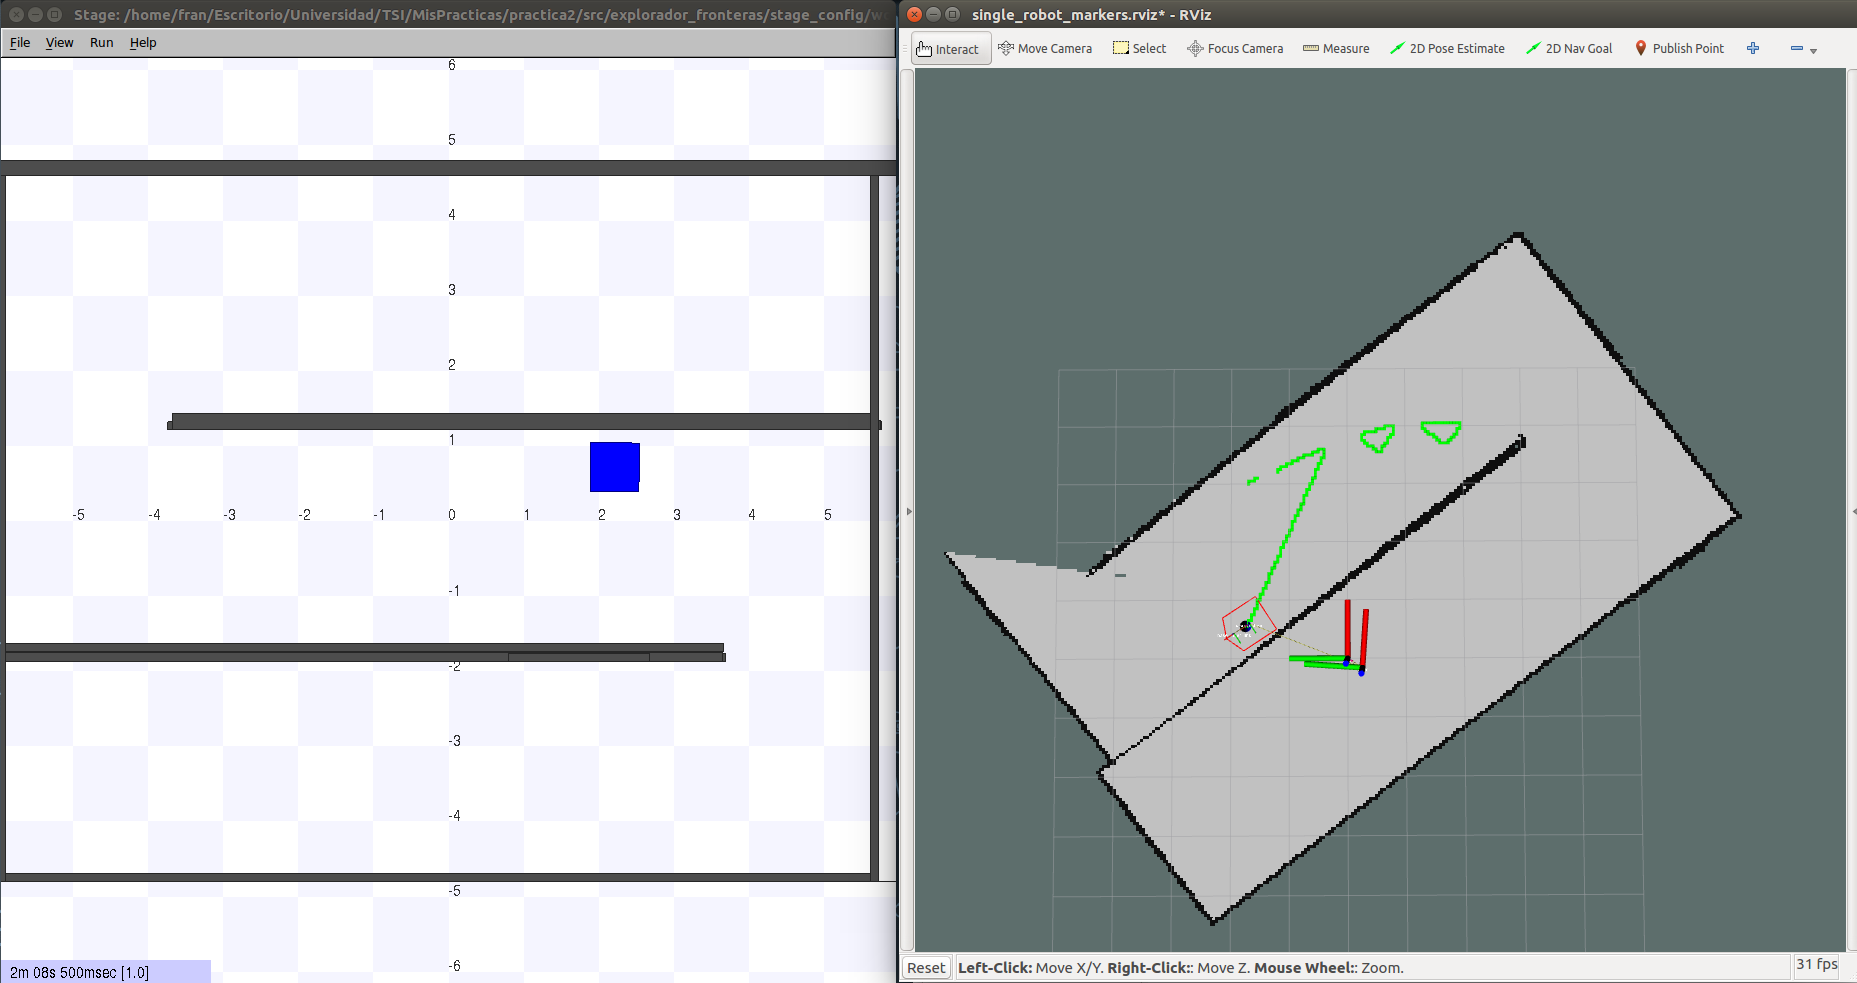 Stage: /home/fran/Escritorio/Universidad/TSI/MisPracticas/practica2/src/explorador_fronteras/stage_config/w
File View Run Help
6
5
4
3
2
1
-5 -4 -3 -2 -1 0 1 2 3 4 5
-1
-2
-3
-4
-5
-6
2m 08s 500msec [1.0]
single_robot_markers.rviz* - RViz
Interact Move Camera Select Focus Camera Measure 2D Pose Estimate 2D Nav Goal Publish Point
Reset Left-Click: Move X/Y. Right-Click:: Move Z. Mouse Wheel:: Zoom. 31 fps